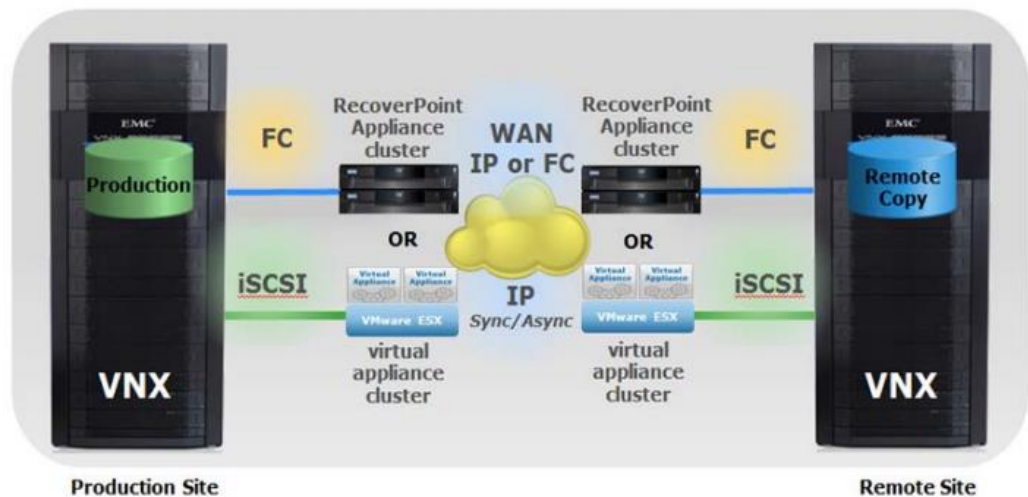 EMC
Production
VNX
Production Site
FC
iSCSI
RecoverPoint
Appliance
cluster
OR
Virtual
Appliance
Virtual
Appliance
VMware ESX
virtual
appliance
cluster
WAN
IP or FC
IP
Sync/Async
RecoverPoint
Appliance
cluster
OR
Virtual
Appliance
Virtual
Appliance
VMware ESX
virtual
appliance
cluster
FC
iSCSI
EMC
Remote
Copy
VNX
Remote Site